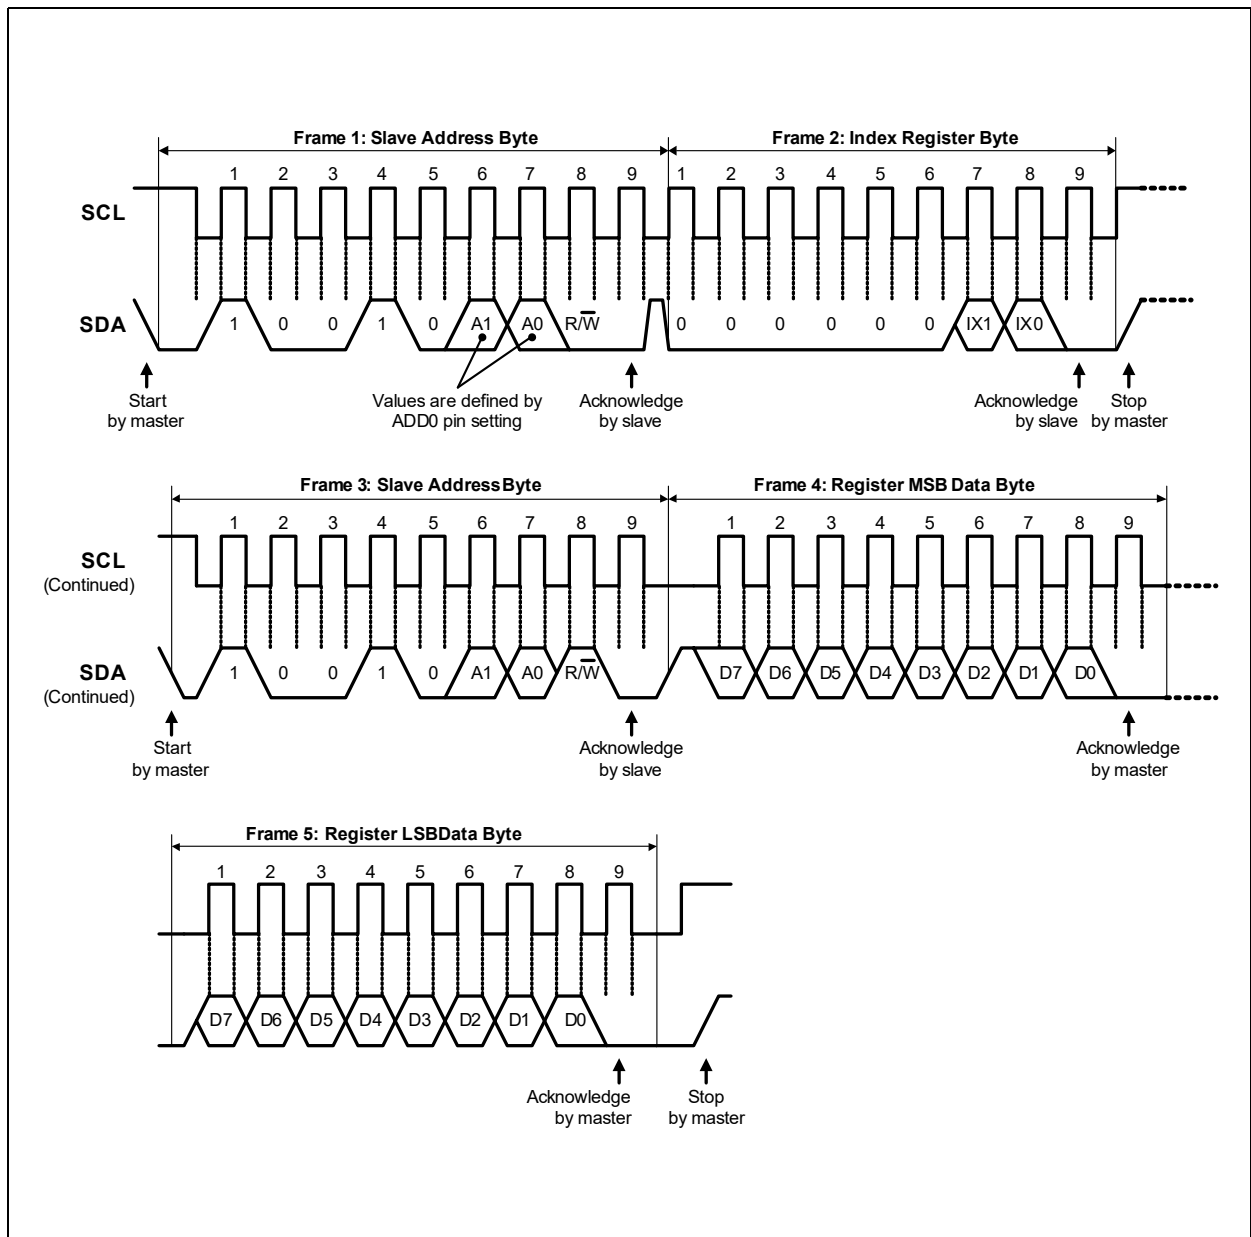 Frame 1: Slave Address Byte Frame 2: Index Register Byte
1 2 3 4 5 6 7 8 9 1 2 3 4 5 6 7 8 9
SCL
SDA 1 0 0 1 0 A1 A0 R/W̅ 0 0 0 0 0 0 IX1 IX0
Start Values are defined by Acknowledge Acknowledge Stop
by master ADD0 pin setting by slave by slave by master
Frame 3: Slave AddressByte Frame 4: Register MSB Data Byte
1 2 3 4 5 6 7 8 9 1 2 3 4 5 6 7 8 9
SCL
(Continued)
SDA 1 0 0 1 0 A1 A0 R/W̅ D7 D6 D5 D4 D3 D2 D1 D0
(Continued)
Start Acknowledge Acknowledge
by master by slave by master
Frame 5: Register LSBData Byte
1 2 3 4 5 6 7 8 9
D7 D6 D5 D4 D3 D2 D1 D0
Acknowledge Stop
by master by master